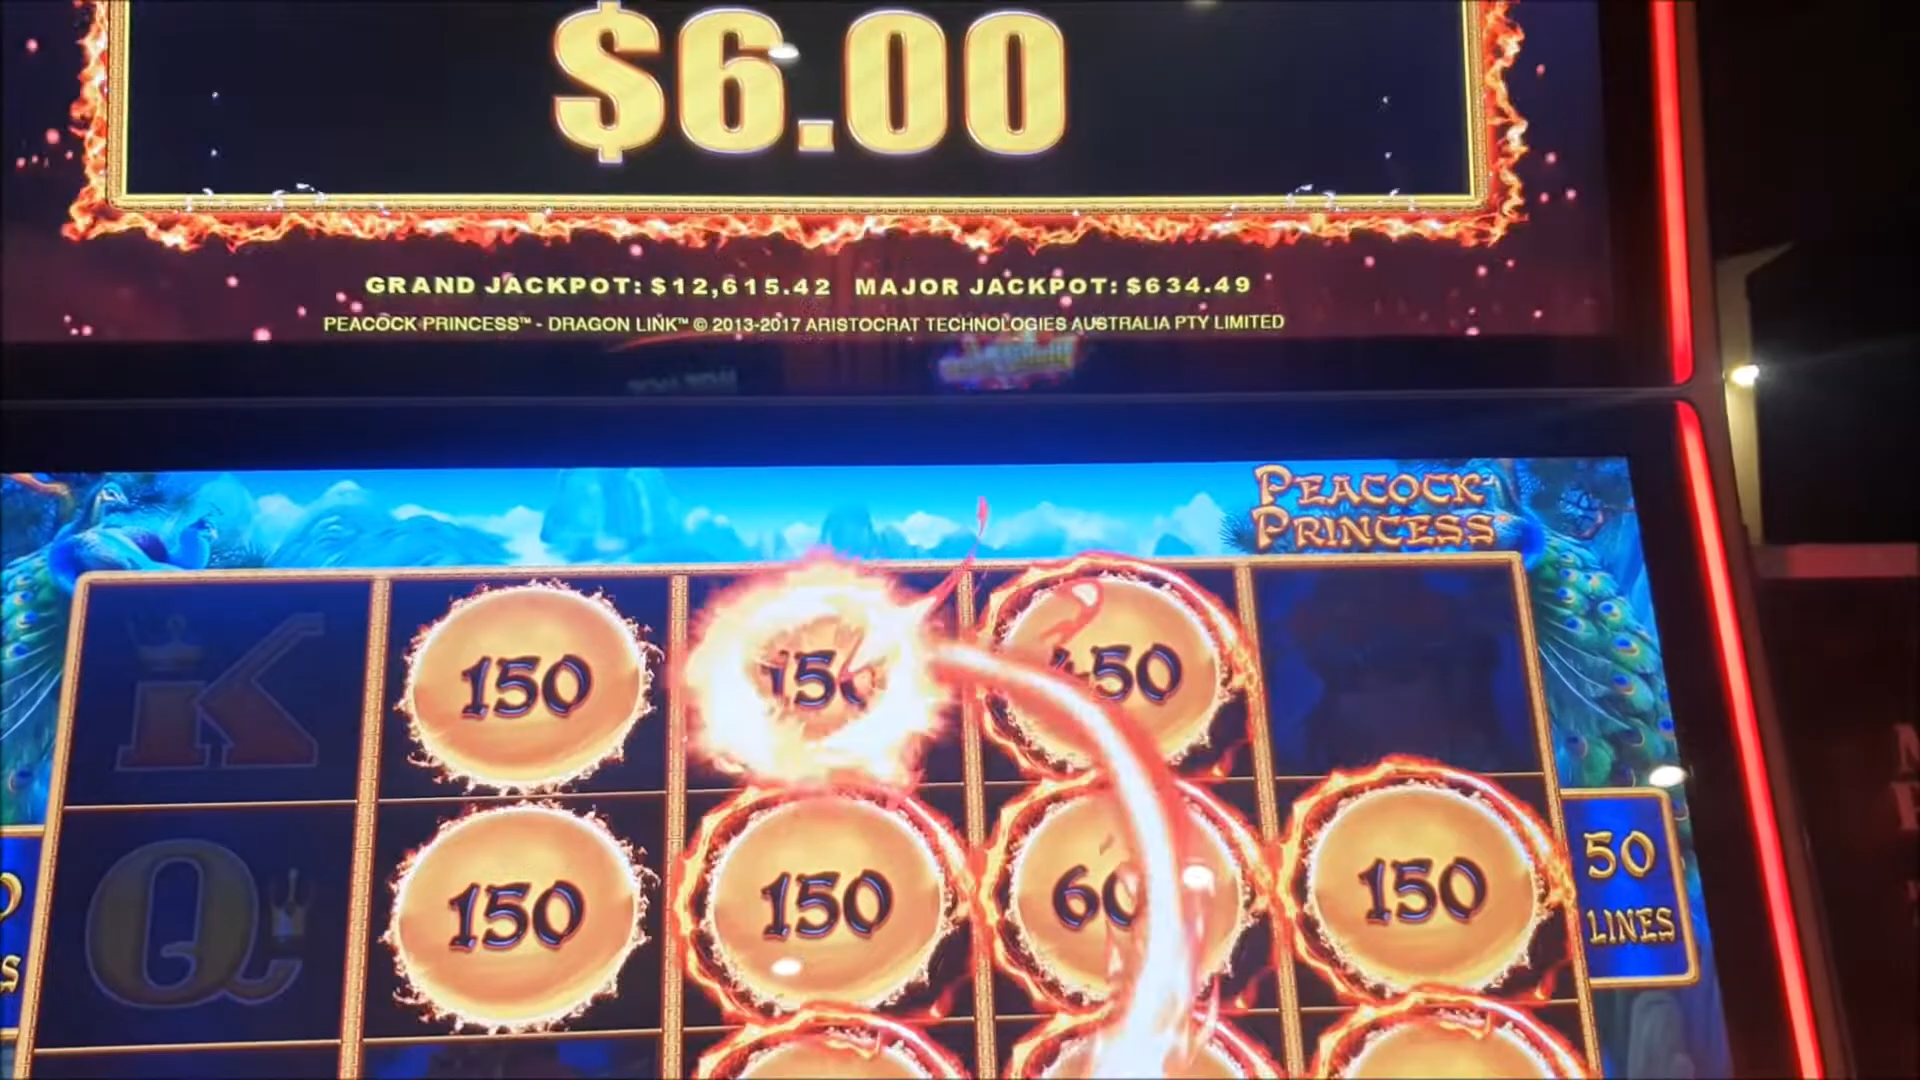 $6.00
GRAND JACKPOT: $12,615.42 MAJOR JACKPOT: $634.49
PEACOCK PRINCESS™ - DRAGON LINK™ © 2013-2017 ARISTOCRAT TECHNOLOGIES AUSTRALIA PTY LIMITED
PEACOCK
PRINCESS
K
150
150
Q
150
150
150
50
LINES